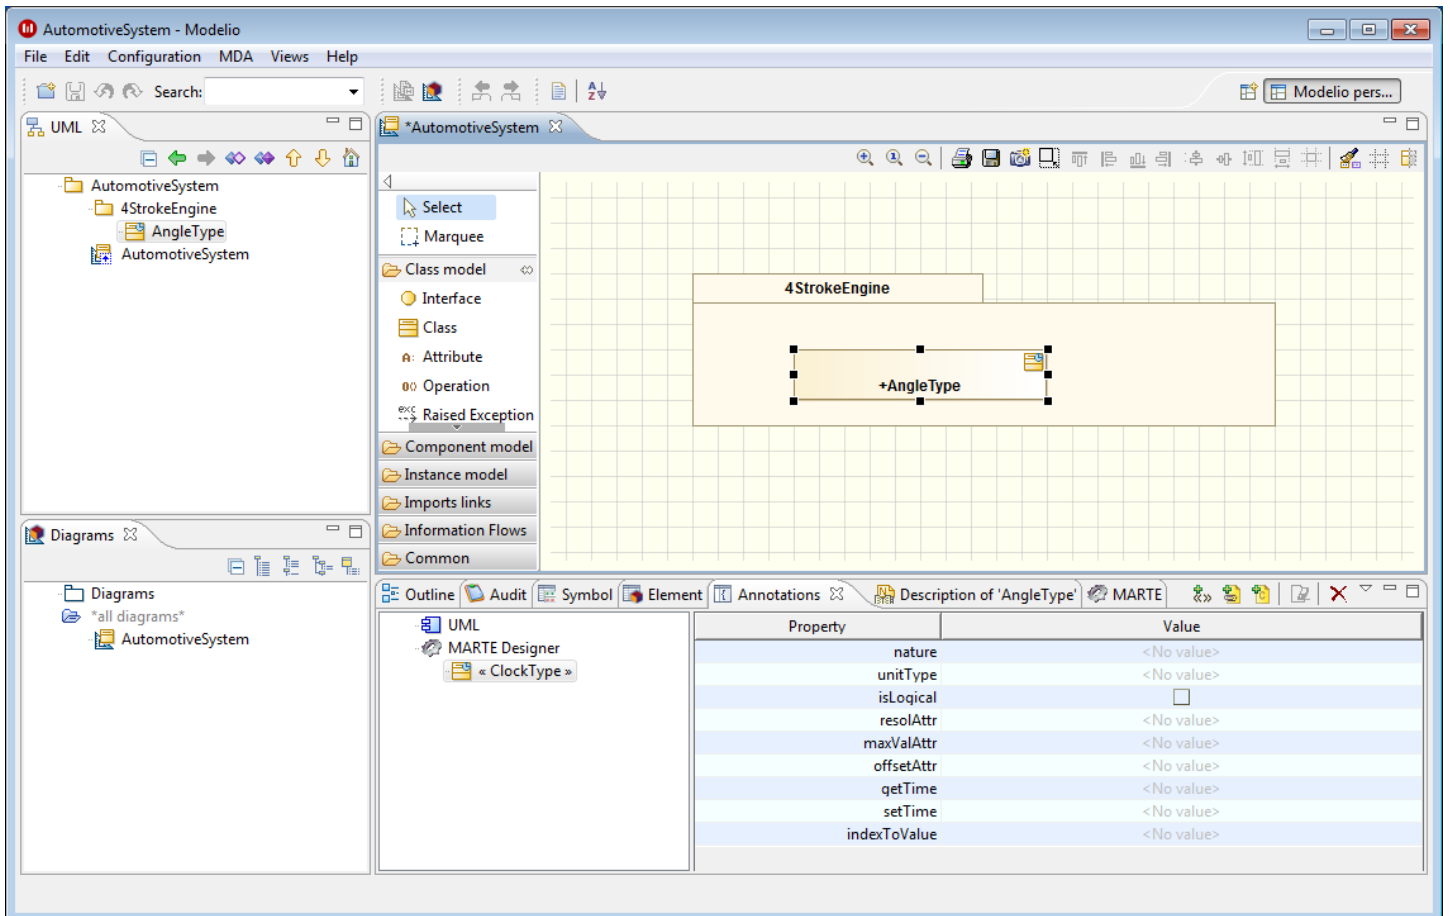 AutomotiveSystem - Modelio
File Edit Configuration MDA Views Help
Search:
Modelio pers...
UML
AutomotiveSystem
4StrokeEngine
AngleType
AutomotiveSystem
*AutomotiveSystem
Select
Marquee
Class model
Interface
Class
Attribute
Operation
Raised Exception
Component model
Instance model
Imports links
Information Flows
Common
4StrokeEngine
+AngleType
Diagrams
Diagrams
*all diagrams*
AutomotiveSystem
Outline Audit Symbol Element Annotations Description of 'AngleType' MARTE
UML
MARTE Designer
« ClockType »
Property Value
nature <No value>
unitType <No value>
isLogical
resolAttr <No value>
maxValAttr <No value>
offsetAttr <No value>
getTime <No value>
setTime <No value>
indexToValue <No value>